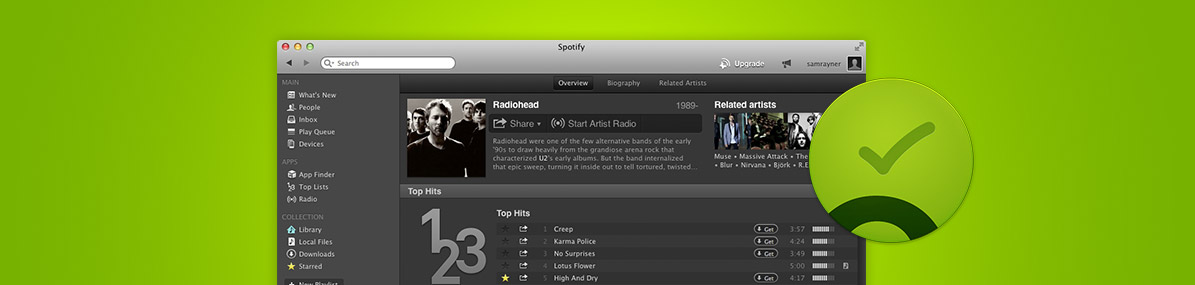 Spotify
Search
Upgrade
samrayner
MAIN
What's New
People
Inbox
Play Queue
Devices
APPS
App Finder
Top Lists
Radio
COLLECTION
Library
Local Files
Downloads
Starred
New Playlist
Overview
Biography
Related Artists
Radiohead
1989-
Share
Start Artist Radio
Radiohead were one of the few alternative bands of the early
'90s to draw heavily from the grandiose arena rock that
characterized U2's early albums. But the band internalized
that epic sweep, turning it inside out to tell tortured, twisted...
Related artists
Muse • Massive Attack • The
• Blur • Nirvana • Björk • R.E
Top Hits
123
Top Hits
1 Creep Get 3:57
2 Karma Police Get 4:24
3 No Surprises Get 3:49
4 Lotus Flower 5:00
5 High And Dry Get 4:17